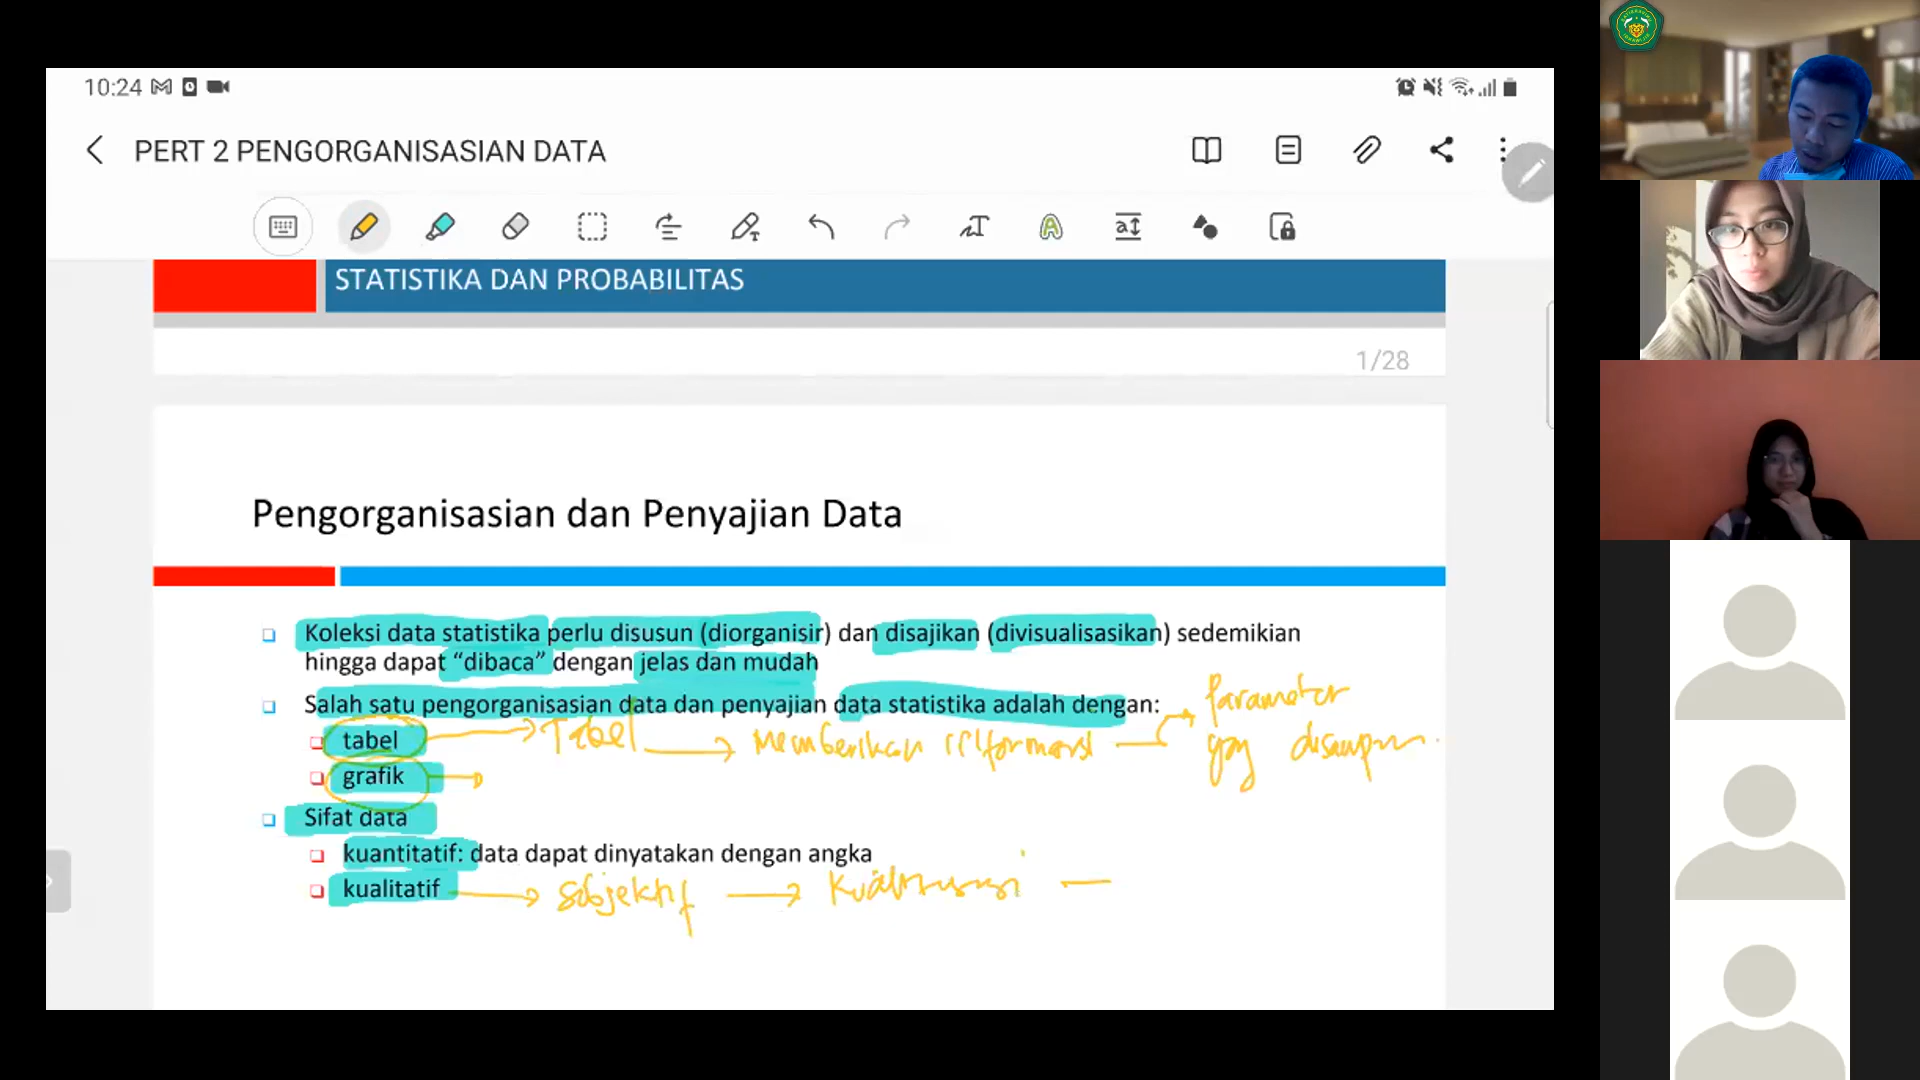 10:24
PERT 2 PENGORGANISASIAN DATA
STATISTIKA DAN PROBABILITAS
1/28
Pengorganisasian dan Penyajian Data
Koleksi data statistika perlu disusun (diorganisir) dan disajikan (divisualisasikan) sedemikian
hingga dapat “dibaca” dengan jelas dan mudah
Salah satu pengorganisasian data dan penyajian data statistika adalah dengan:
tabel → Tabel → Memberikan informasi → Parameter
yg
grafik
Sifat data
kuantitatif: data dapat dinyatakan dengan angka
kualitatif → Subjektif →